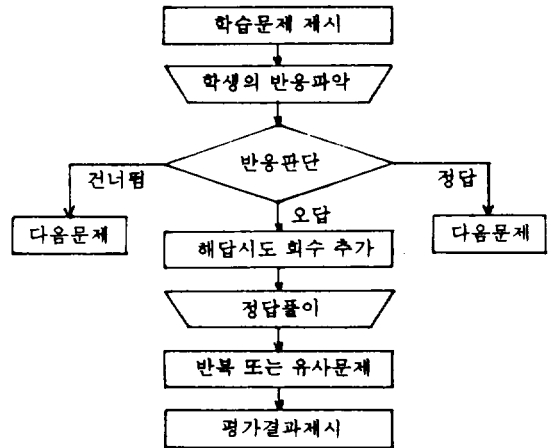 학습문제 제시
학생의 반응파악
반응판단
건너뜀
정답
오답
다음문제
다음문제
해답시도 회수 추가
정답풀이
반복 또는 유사문제
평가결과제시